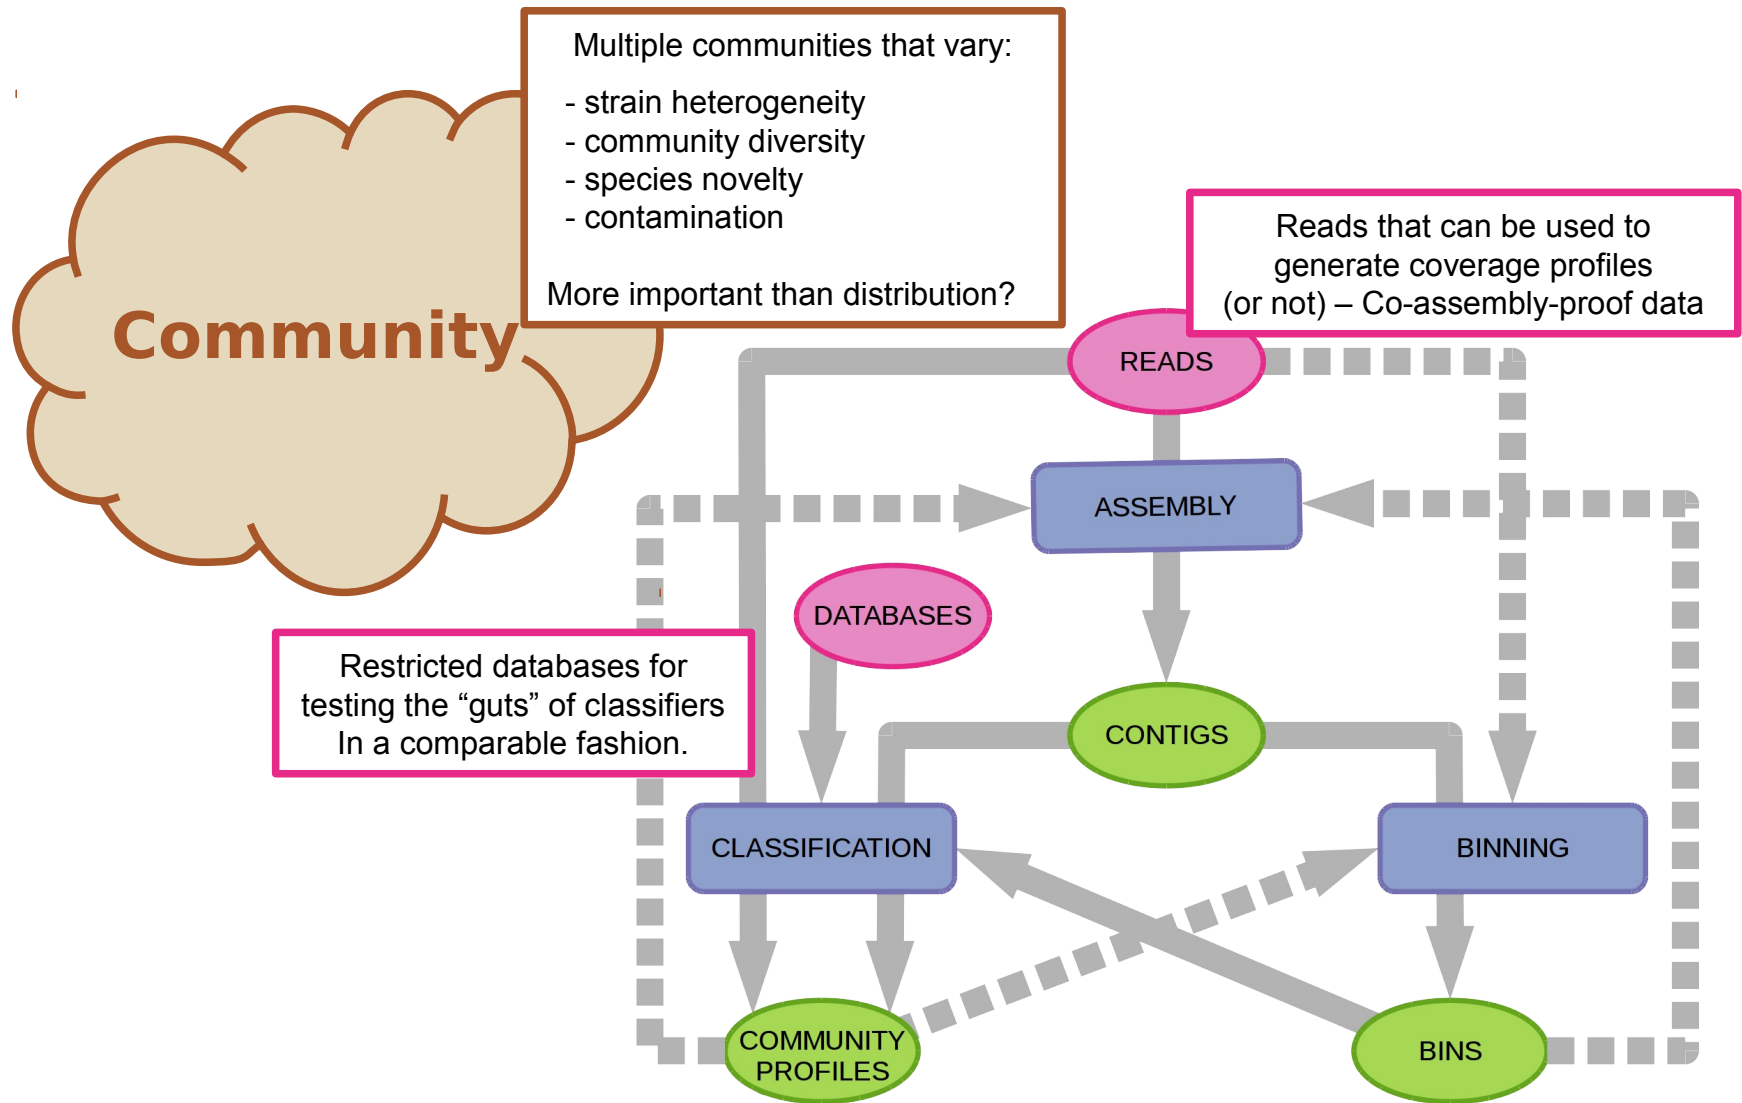 Multiple communities that vary:
- strain heterogeneity
- community diversity
- species novelty
- contamination
More important than distribution?
Community
Reads that can be used to
generate coverage profiles
(or not) – Co-assembly-proof data
READS
ASSEMBLY
DATABASES
Restricted databases for
testing the “guts” of classifiers
In a comparable fashion.
CONTIGS
CLASSIFICATION
BINNING
COMMUNITY
PROFILES
BINS